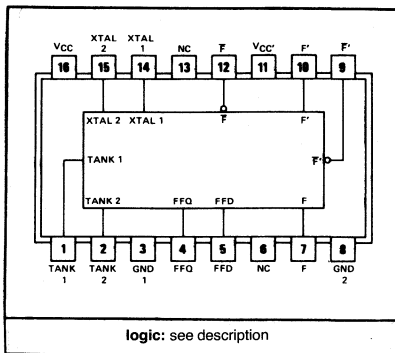 VCC XTAL 2 XTAL 1 NC F̅ VCC' F' F̅'
16 15 14 13 12 11 10 9
XTAL 2 XTAL 1 F̅ F'
TANK 1 F̅'
TANK 2 FFQ FFD F
1 2 3 4 5 6 7 8
TANK 1 TANK 2 GND 1 FFQ FFD NC F GND 2
logic: see description